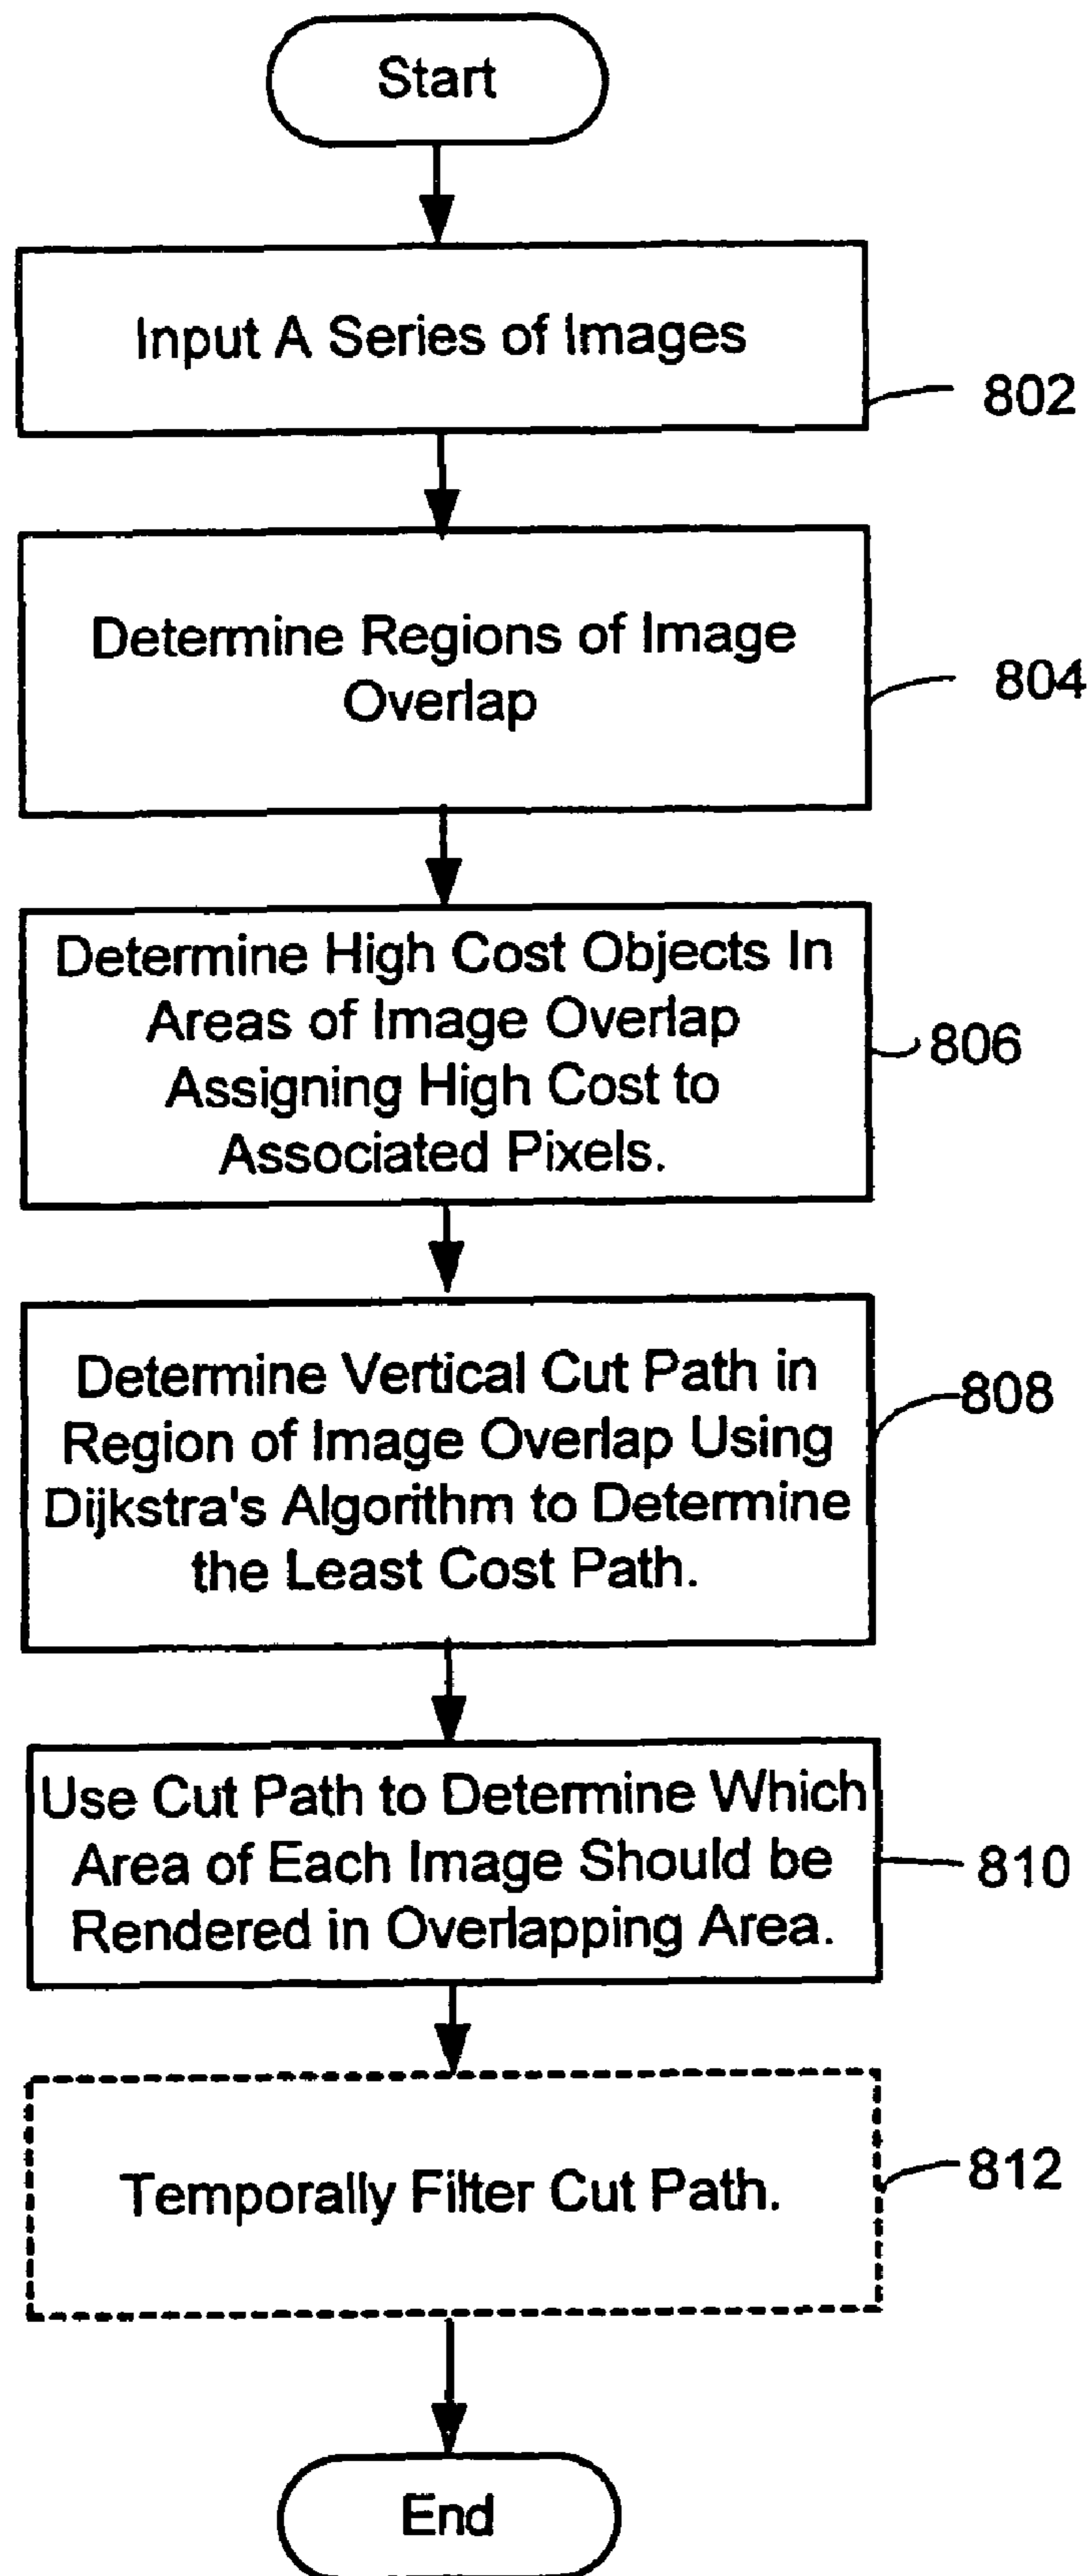 Start
Input A Series of Images
802
Determine Regions of Image
Overlap
804
Determine High Cost Objects In
Areas of Image Overlap
Assigning High Cost to
Associated Pixels.
806
Determine Vertical Cut Path in
Region of Image Overlap Using
Dijkstra's Algorithm to Determine
the Least Cost Path.
808
Use Cut Path to Determine Which
Area of Each Image Should be
Rendered in Overlapping Area.
810
Temporally Filter Cut Path.
812
End